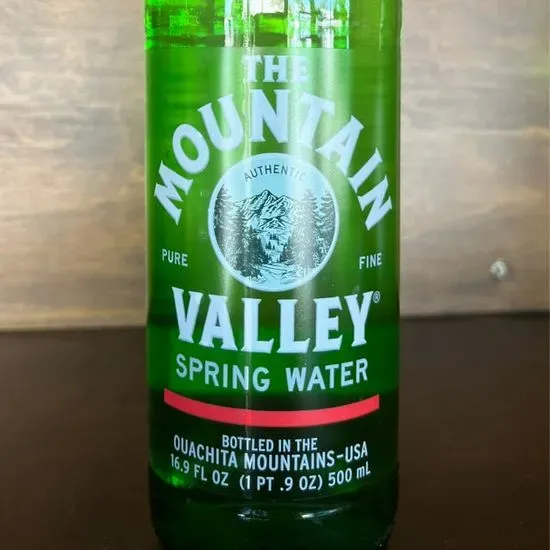 THE
MOUNTAIN
AUTHENTIC
PURE FINE
VALLEY®
SPRING WATER
BOTTLED IN THE
OUACHITA MOUNTAINS-USA
16.9 FL OZ (1 PT .9 OZ) 500 mL